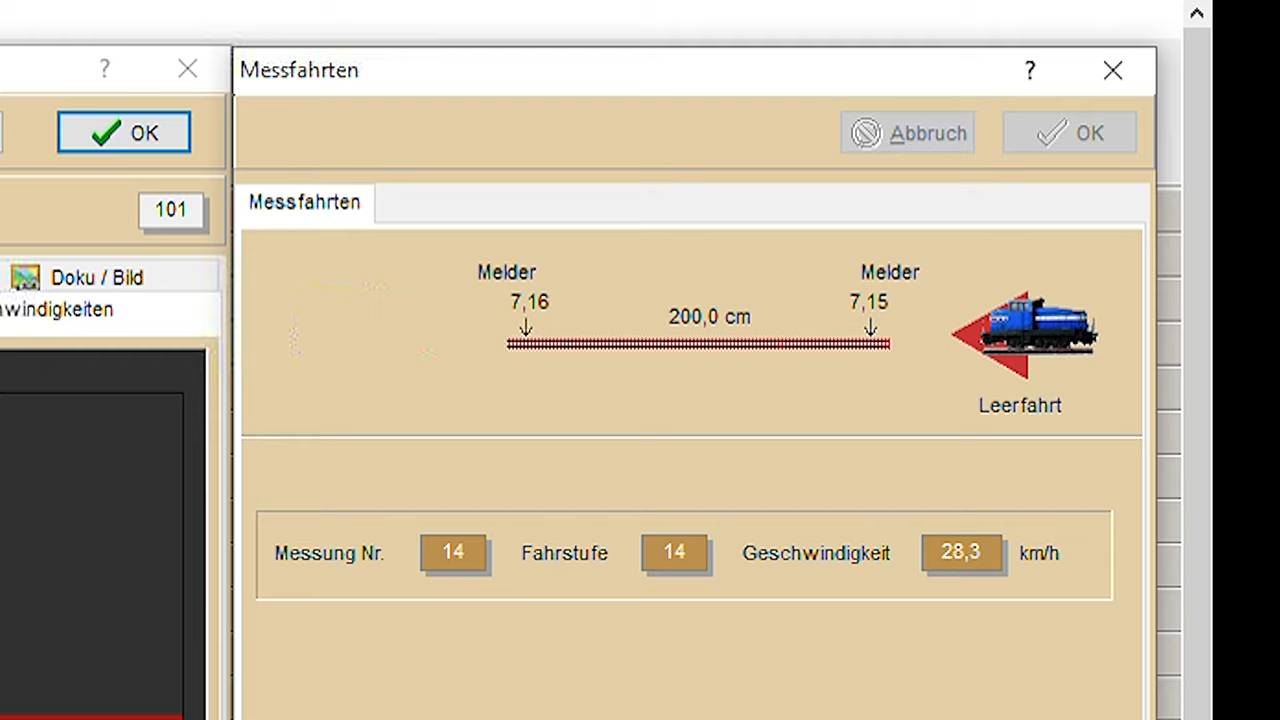 Messfahrten
OK
Abbruch
OK
101
Messfahrten
Doku / Bild
windigkeiten
Melder
7,16
200,0 cm
Melder
7,15
Leerfahrt
Messung Nr. 14 Fahrstufe 14 Geschwindigkeit 28,3 km/h